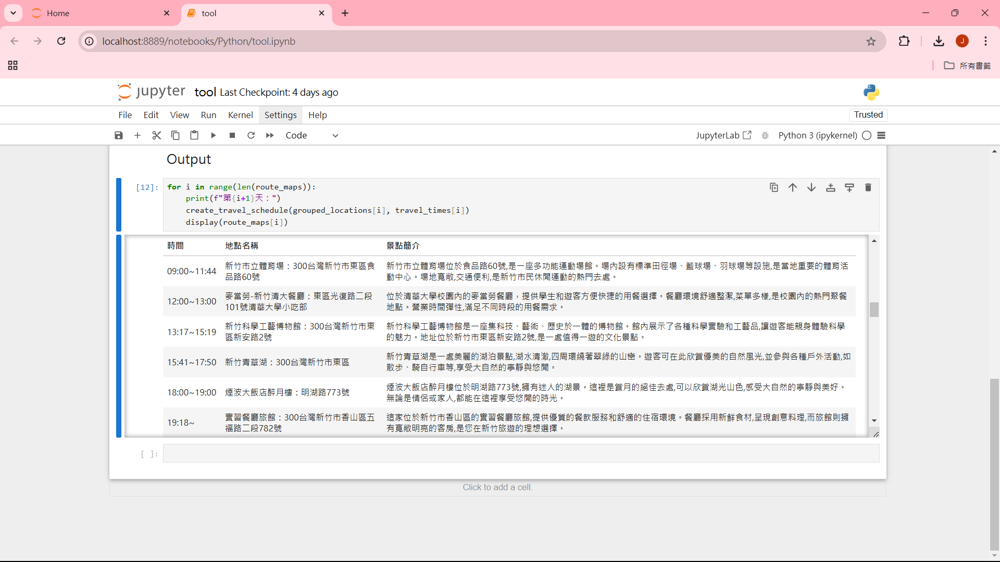 Home
tool
localhost:8889/notebooks/Python/tool.ipynb
J
所有書籤
jupyter tool Last Checkpoint: 4 days ago
File Edit View Run Kernel Settings Help
Trusted
Code
JupyterLab
Python 3 (ipykernel)
Output
[12]:
for i in range(len(route_maps)):
    print(f"第{i+1}天：")
    create_travel_schedule(grouped_locations[i], travel_times[i])
    display(route_maps[i])
時間 地點名稱 景點簡介
09:00~11:44
新竹市立體育場：300台灣新竹市東區食
品路60號
新竹市立體育場位於食品路60號,是一座多功能運動場館。場內設有標準田徑場、籃球場、羽球場等設施,是當地重要的體育活
動中心。場地寬敞,交通便利,是新竹市民休閒運動的熱門去處。
12:00~13:00
麥當勞-新竹清大餐廳：東區光復路二段
101號清華大學小吃部
位於清華大學校園內的麥當勞餐廳，提供學生和遊客方便快捷的用餐選擇。餐廳環境舒適整潔,菜單多樣,是校園內的熱門聚餐
地點。營業時間彈性,滿足不同時段的用餐需求。
13:17~15:19
新竹科學工藝博物館：300台灣新竹市東
區新安路2號
新竹科學工藝博物館是一座集科技、藝術、歷史於一體的博物館。館內展示了各種科學實驗和工藝品,讓遊客能親身體驗科學
的魅力。地址位於新竹市東區新安路2號,是一處值得一遊的文化景點。
15:41~17:50
新竹青草湖：300台灣新竹市東區
新竹青草湖是一處美麗的湖泊景點,湖水清澈,四周環繞著翠綠的山巒。遊客可在此欣賞優美的自然風光,並參與各種戶外活動,如
散步、騎自行車等,享受大自然的寧靜與悠閒。
18:00~19:00
煙波大飯店醉月樓：明湖路773號
煙波大飯店醉月樓位於明湖路773號,擁有迷人的湖景。這裡是賞月的絕佳去處,可以欣賞湖光山色,感受大自然的寧靜與美好。
無論是情侶或家人,都能在這裡享受悠閒的時光。
19:18~
實習餐廳旅館：300台灣新竹市香山區五
福路二段782號
這家位於新竹市香山區的實習餐廳旅館,提供優質的餐飲服務和舒適的住宿環境。餐廳採用新鮮食材,呈現創意料理,而旅館則擁
有寬敞明亮的客房,是您在新竹旅遊的理想選擇。
[ ]:
Click to add a cell.